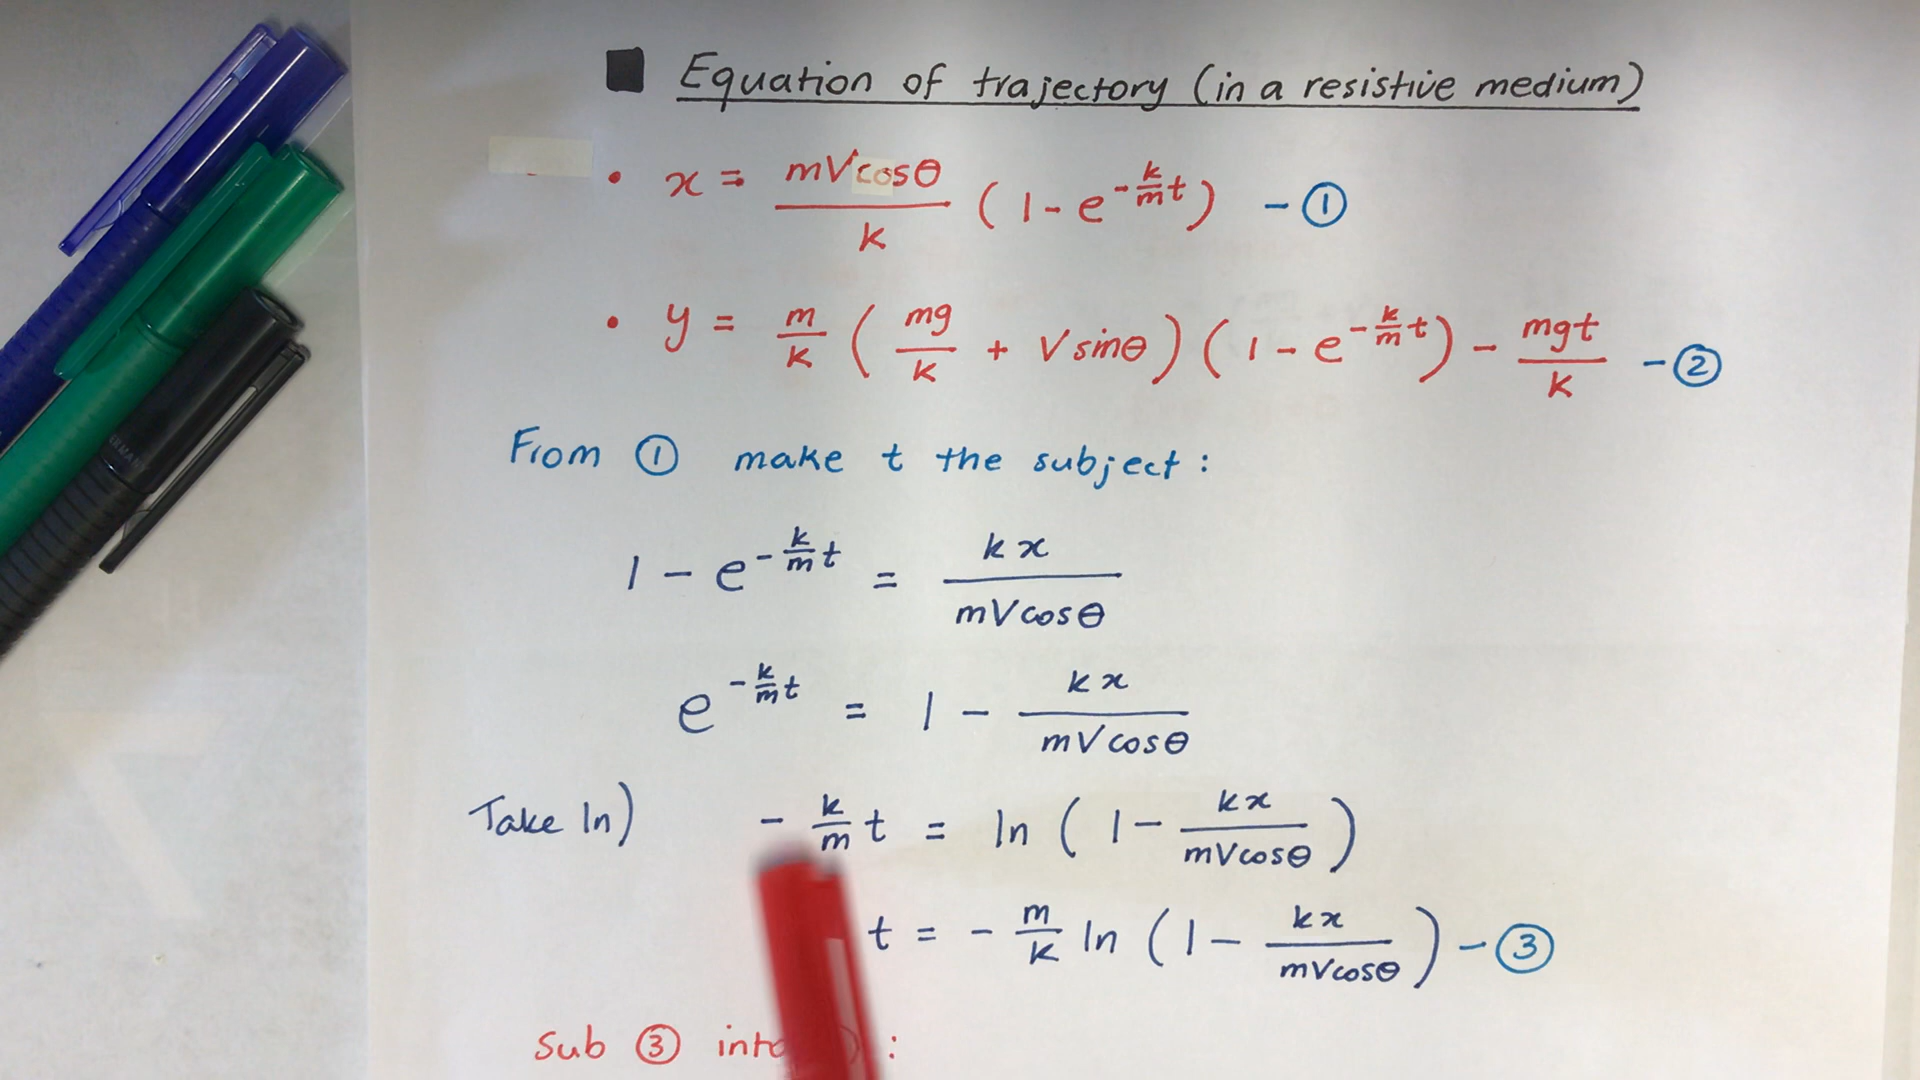 ■ Equation of trajectory (in a resistive medium)
• x = mVcosθ/k (1 - e^(-k/m t)) - ①
• y = m/k (mg/k + Vsinθ)(1 - e^(-k/m t)) - mgt/k - ②
From ① make t the subject :
1 - e^(-k/m t) = kx/mVcosθ
e^(-k/m t) = 1 - kx/mVcosθ
Take ln) - k/m t = ln (1 - kx/mVcosθ)
t = - m/k ln (1 - kx/mVcosθ) - ③
Sub ③ into :